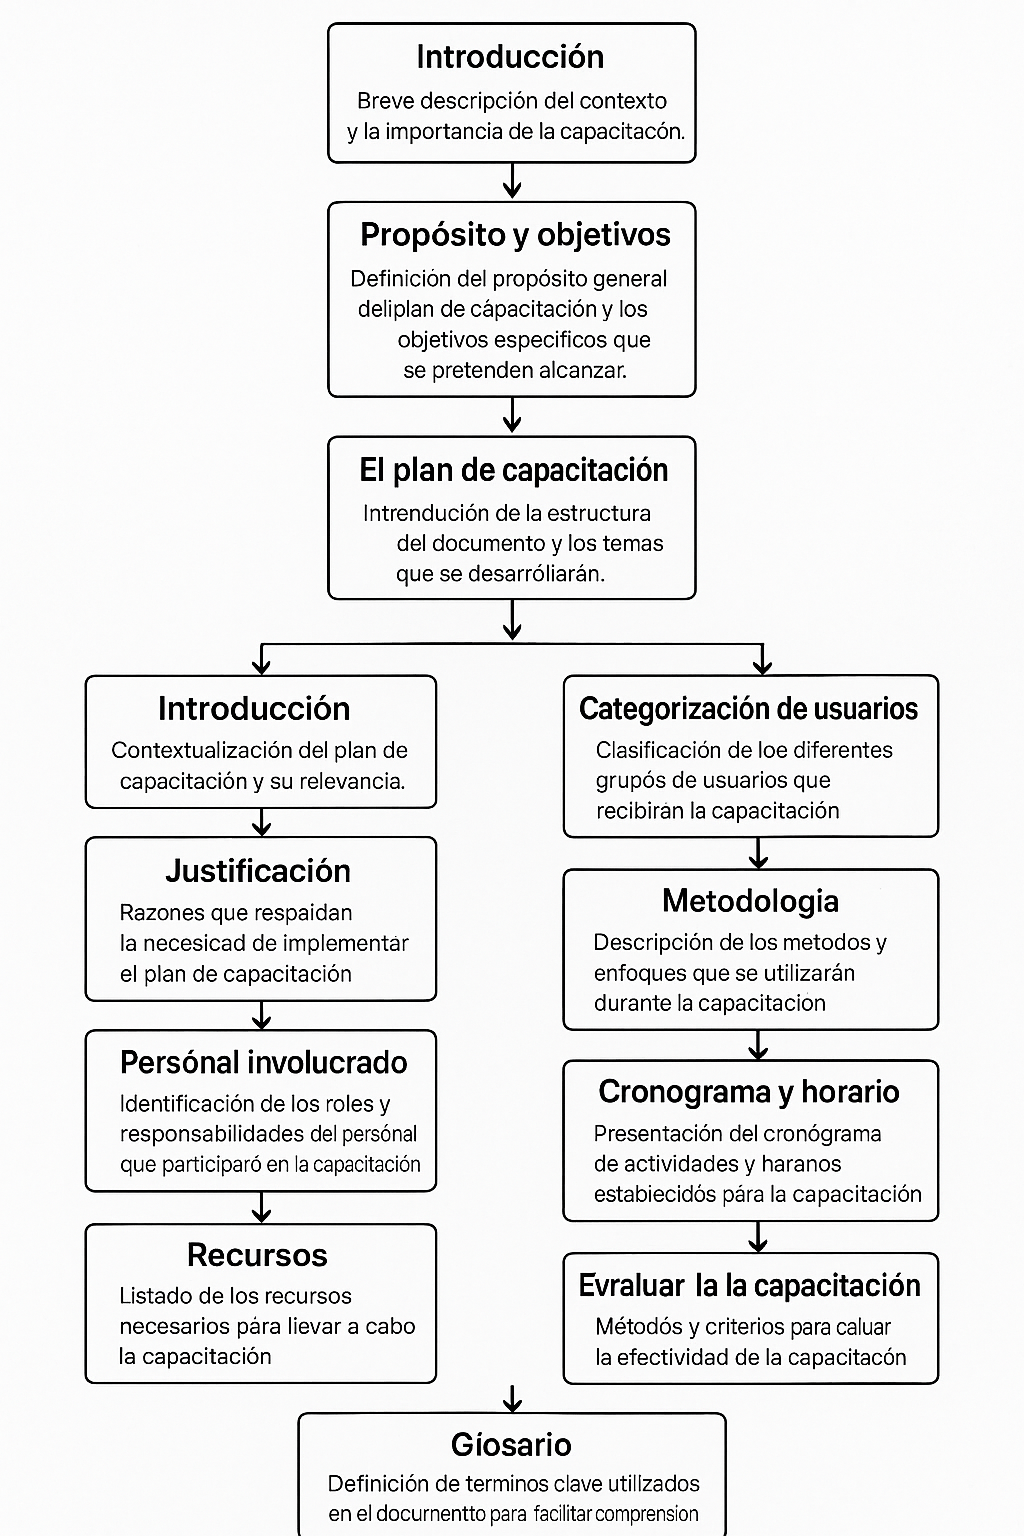 Introducción
Breve descripción del contexto
y la importancia de la capacitacón.
Propósito y objetivos
Definición del propósito general
deliplan de cápacitación y los
objetivos especificos que
se pretenden alcanzar.
El plan de capacitación
Intrendución de la estructura
del documento y los temas
que se desarróliarán.
Introducción
Contextualización del plan de
capacitación y su relevancia.
Justificación
Razones que respaidan
la necesicad de implementar
el plan de capacitación
Persónal involucrado
Identificación de los roles y
responsabilidades del persónal
que participaró en la capacitación
Recursos
Listado de los recursos
necesarios pára lievar a cabo
la capacitación
Categorización de usuarios
Clasificación de loe diferentes
grupós de usuarios que
recibirán la capacitación
Metodologia
Descripción de los metodos y
enfoques que se utilizarán
durante la capacitacion
Cronograma y horario
Presentación del cronógrama
de actividades y haranos
estabiecidós pára la capacitación
Evraluar la la capacitación
Métodós y criterios para caluar
la efectividad de la capacitacón
Gíosario
Definición de terminos clave utilizados
en el documentto para facilitar comprension